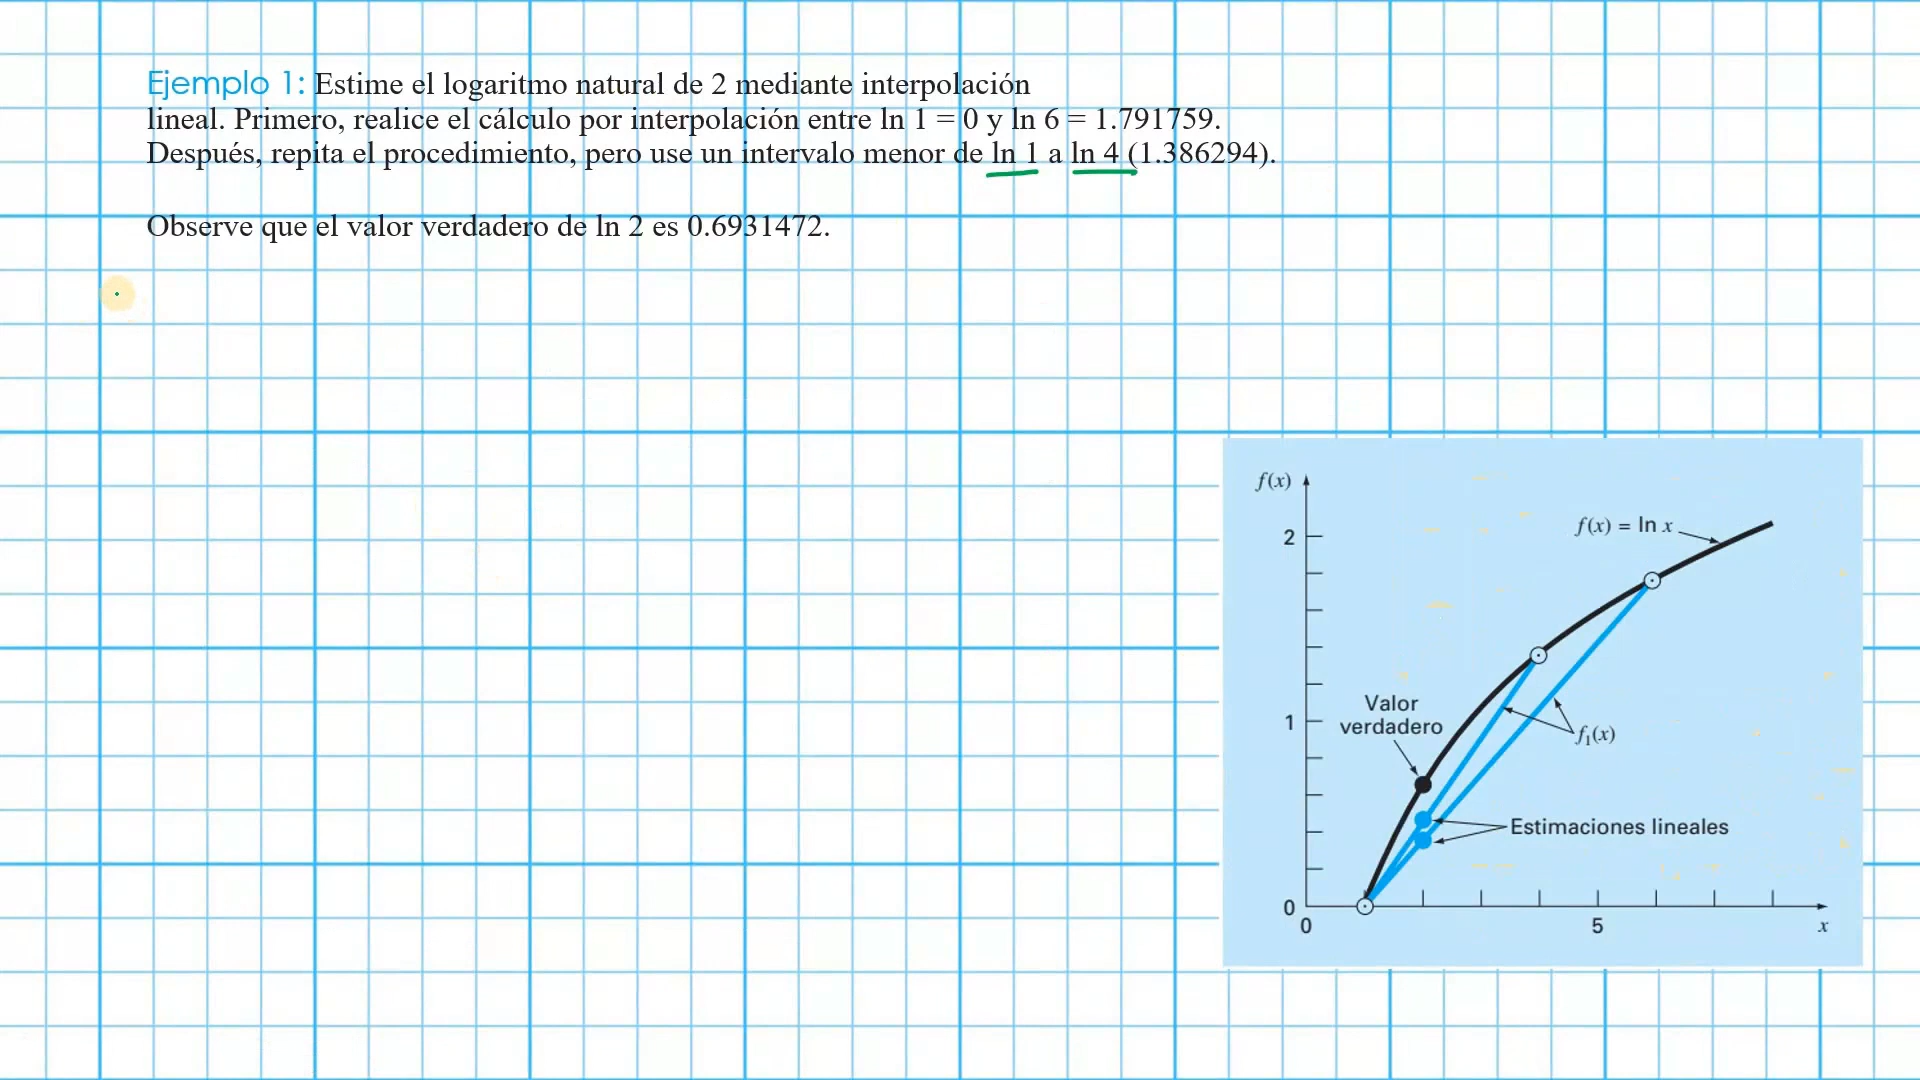 Ejemplo 1: Estime el logaritmo natural de 2 mediante interpolación
lineal. Primero, realice el cálculo por interpolación entre ln 1 = 0 y ln 6 = 1.791759.
Después, repita el procedimiento, pero use un intervalo menor de ln 1 a ln 4 (1.386294).
Observe que el valor verdadero de ln 2 es 0.6931472.
f(x)
f(x) = ln x
2
Valor
verdadero
1
f₁(x)
Estimaciones lineales
0
0
5
x